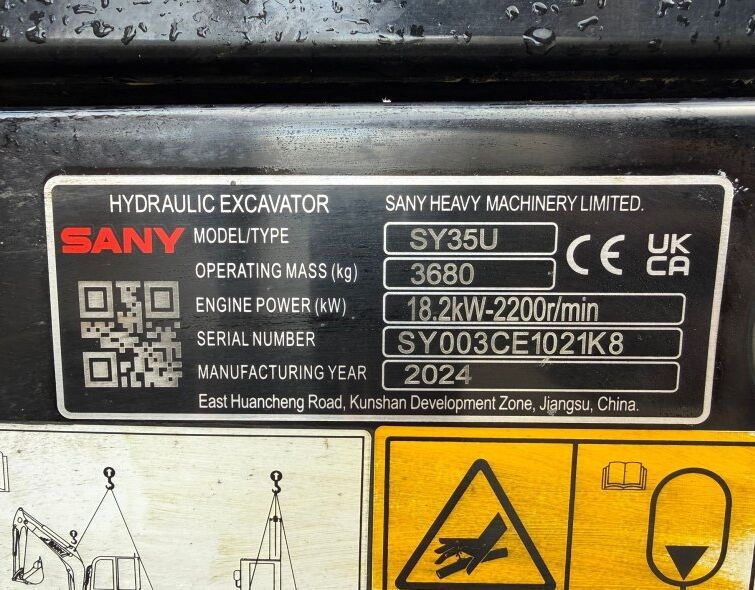 HYDRAULIC EXCAVATOR SANY HEAVY MACHINERY LIMITED.
SANY MODEL/TYPE SY35U CE UK CA
OPERATING MASS (kg) 3680
ENGINE POWER (kW) 18.2kW-2200r/min
SERIAL NUMBER SY003CE1021K8
MANUFACTURING YEAR 2024
East Huancheng Road, Kunshan Development Zone, Jiangsu, China.